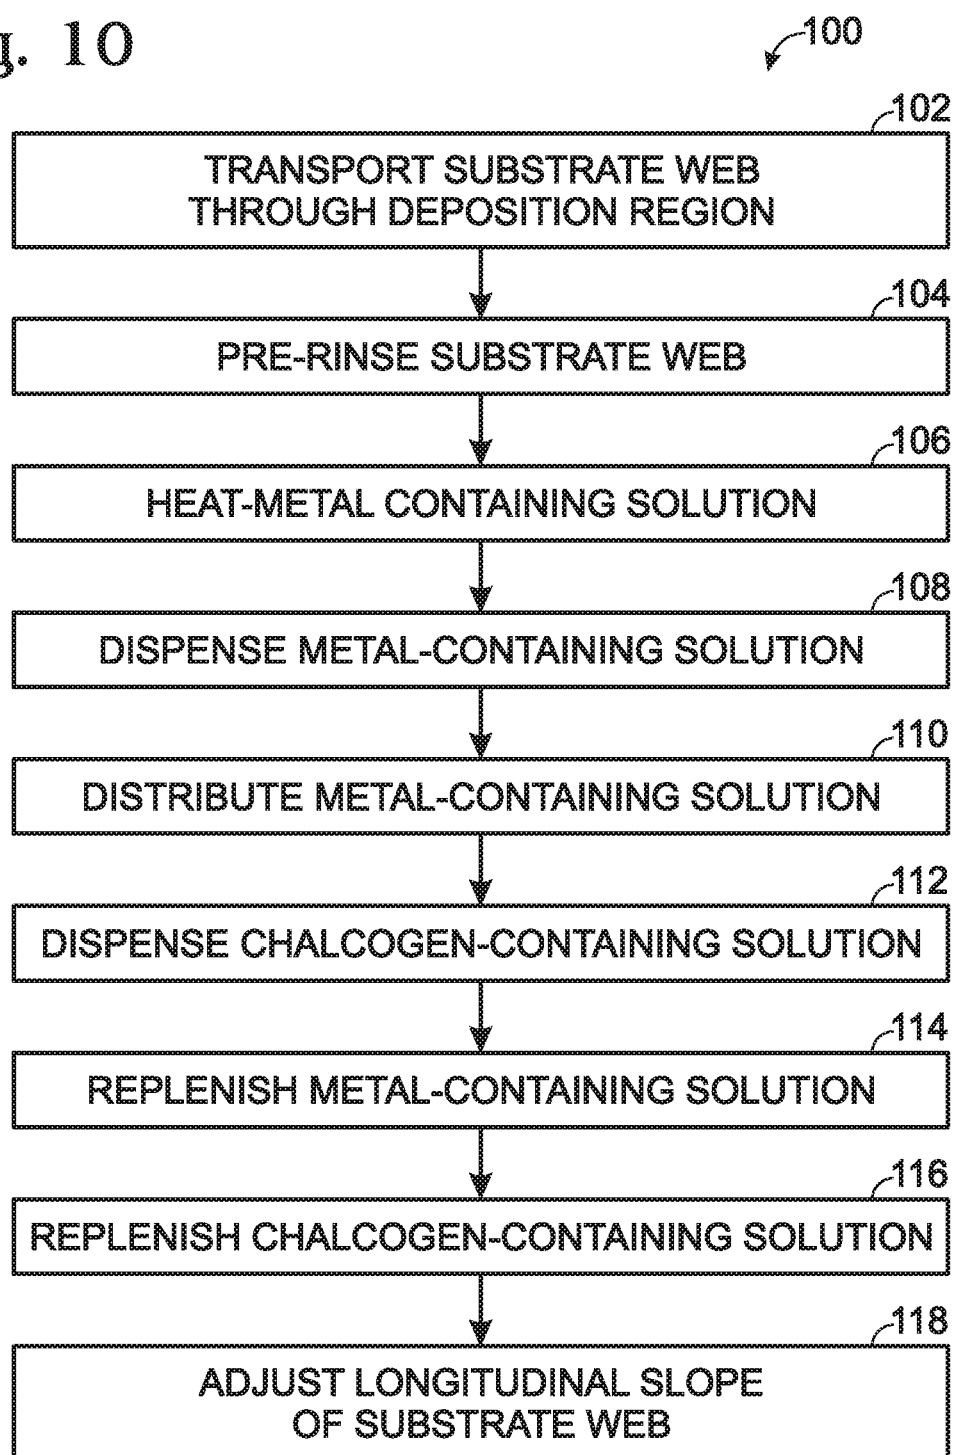 g. 10
100
102
TRANSPORT SUBSTRATE WEB
THROUGH DEPOSITION REGION
104
PRE-RINSE SUBSTRATE WEB
106
HEAT-METAL CONTAINING SOLUTION
108
DISPENSE METAL-CONTAINING SOLUTION
110
DISTRIBUTE METAL-CONTAINING SOLUTION
112
DISPENSE CHALCOGEN-CONTAINING SOLUTION
114
REPLENISH METAL-CONTAINING SOLUTION
116
REPLENISH CHALCOGEN-CONTAINING SOLUTION
118
ADJUST LONGITUDINAL SLOPE
OF SUBSTRATE WEB